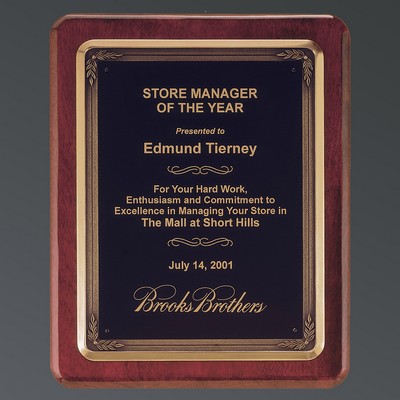 STORE MANAGER
OF THE YEAR
Presented to
Edmund Tierney
For Your Hard Work,
Enthusiasm and Commitment to
Excellence in Managing Your Store in
The Mall at Short Hills
July 14, 2001
Brooks Brothers